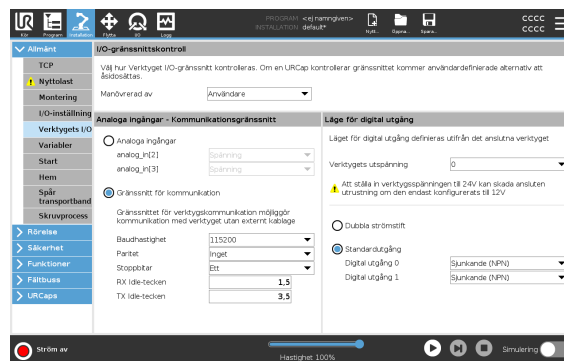 PROGRAM <ej namngiven>
INSTALLATION default*
CCCC
CCCC
Kör Program Installation Flytta I/O Logg Nytt... Öppna... Spara...
Allmänt
TCP
Nyttolast
Montering
I/O-inställning
Verktygets I/O
Variabler
Start
Hem
Spår
transportband
Skruvprocess
Rörelse
Säkerhet
Funktioner
Fältbuss
URCaps
I/O-gränssnittskontroll
Välj hur Verktyget I/O-gränssnitt kontrolleras. Om en URCap kontrollerar gränssnittet kommer användardefinierade alternativ att
åsidosättas.
Manövrerad av Användare
Analoga ingångar - Kommunikationsgränssnitt
Analoga ingångar
analog_in[2] Spänning
analog_in[3] Spänning
Gränssnitt för kommunikation
Gränssnittet för verktygskommunikation möjliggör
kommunikation med verktyget utan externt kablage
Baudhastighet 115200
Paritet Inget
Stoppbitar Ett
RX Idle-tecken 1,5
TX Idle-tecken 3,5
Läge för digital utgång
Läget för digital utgång definieras utifrån det anslutna verktyget
Verktygets utspänning 0
Att ställa in verktygsspänningen till 24V kan skada ansluten
utrustning om den endast konfigurerats till 12V
Dubbla strömstift
Standardutgång
Digital utgång 0 Sjunkande (NPN)
Digital utgång 1 Sjunkande (NPN)
Ström av
Hastighet 100%
Simulering